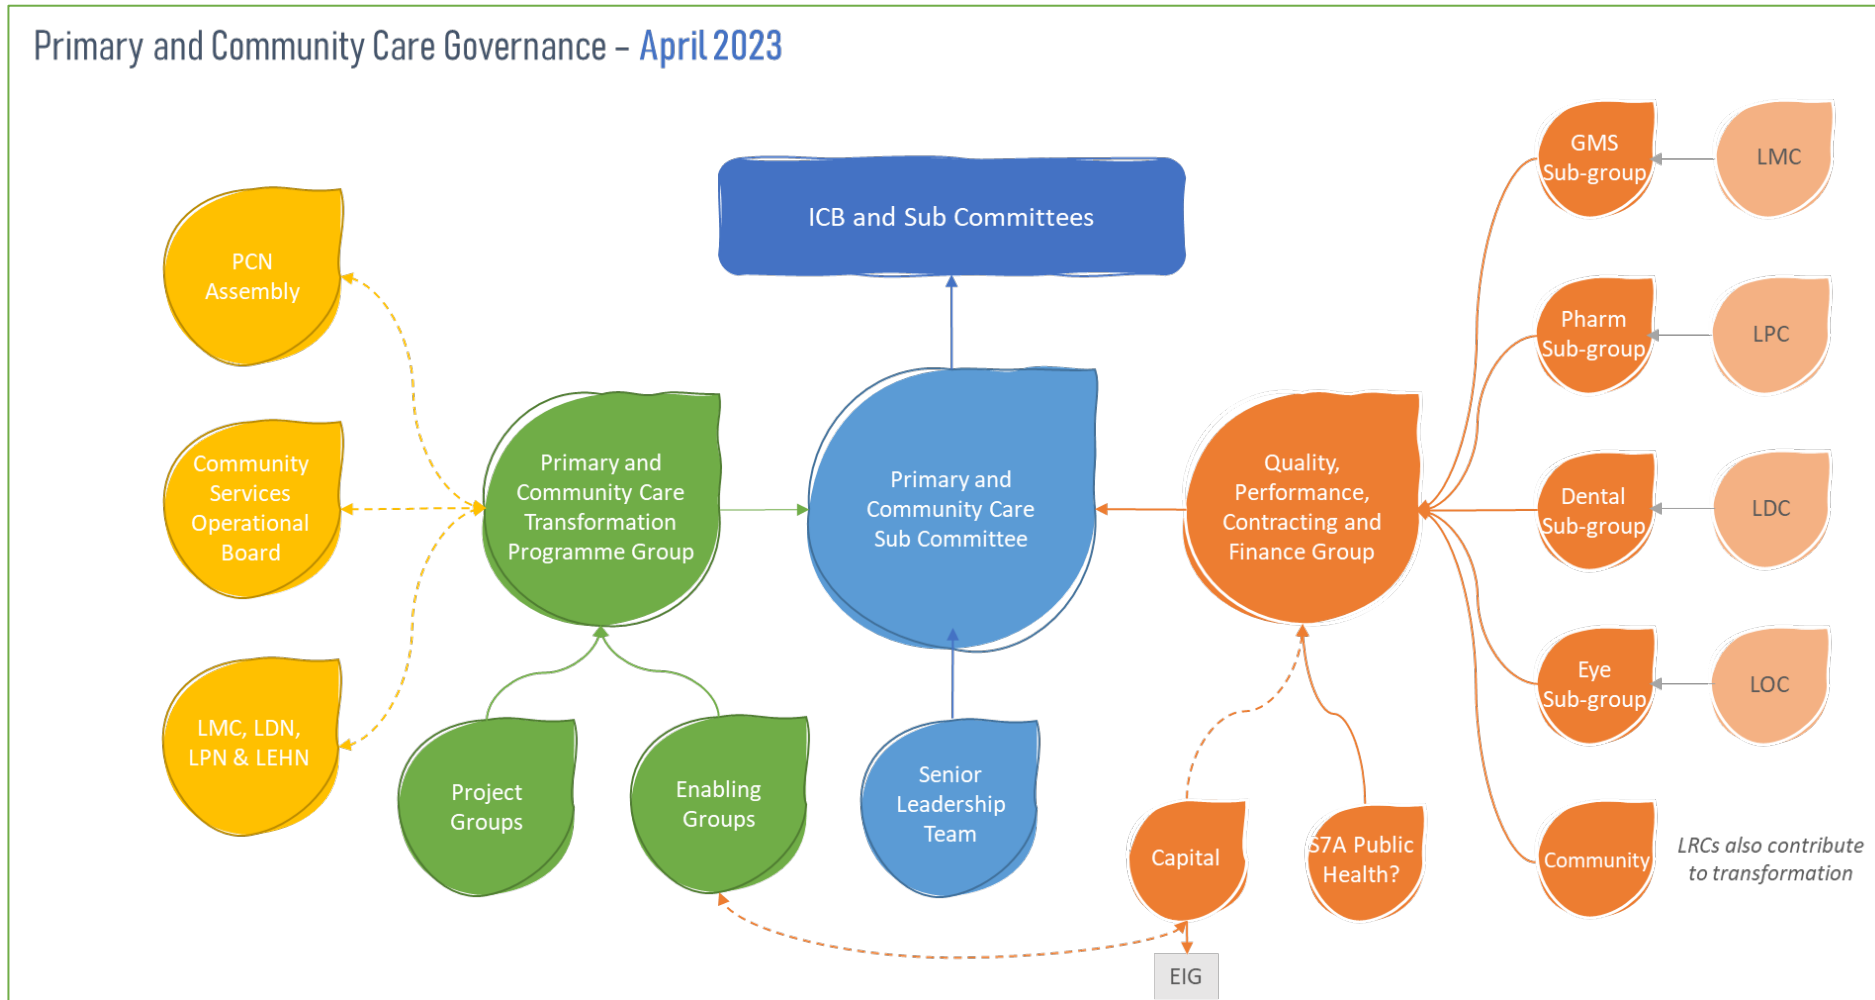 Primary and Community Care Governance – April 2023
ICB and Sub Committees
PCN
Assembly
Community
Services
Operational
Board
LMC, LDN,
LPN & LEHN
Primary and
Community Care
Transformation
Programme Group
Project
Groups
Enabling
Groups
Primary and
Community Care
Sub Committee
Senior
Leadership
Team
Quality,
Performance,
Contracting and
Finance Group
Capital
EIG
S7A Public
Health?
GMS
Sub-group
LMC
Pharm
Sub-group
LPC
Dental
Sub-group
LDC
Eye
Sub-group
LOC
Community
LRCs also contribute
to transformation